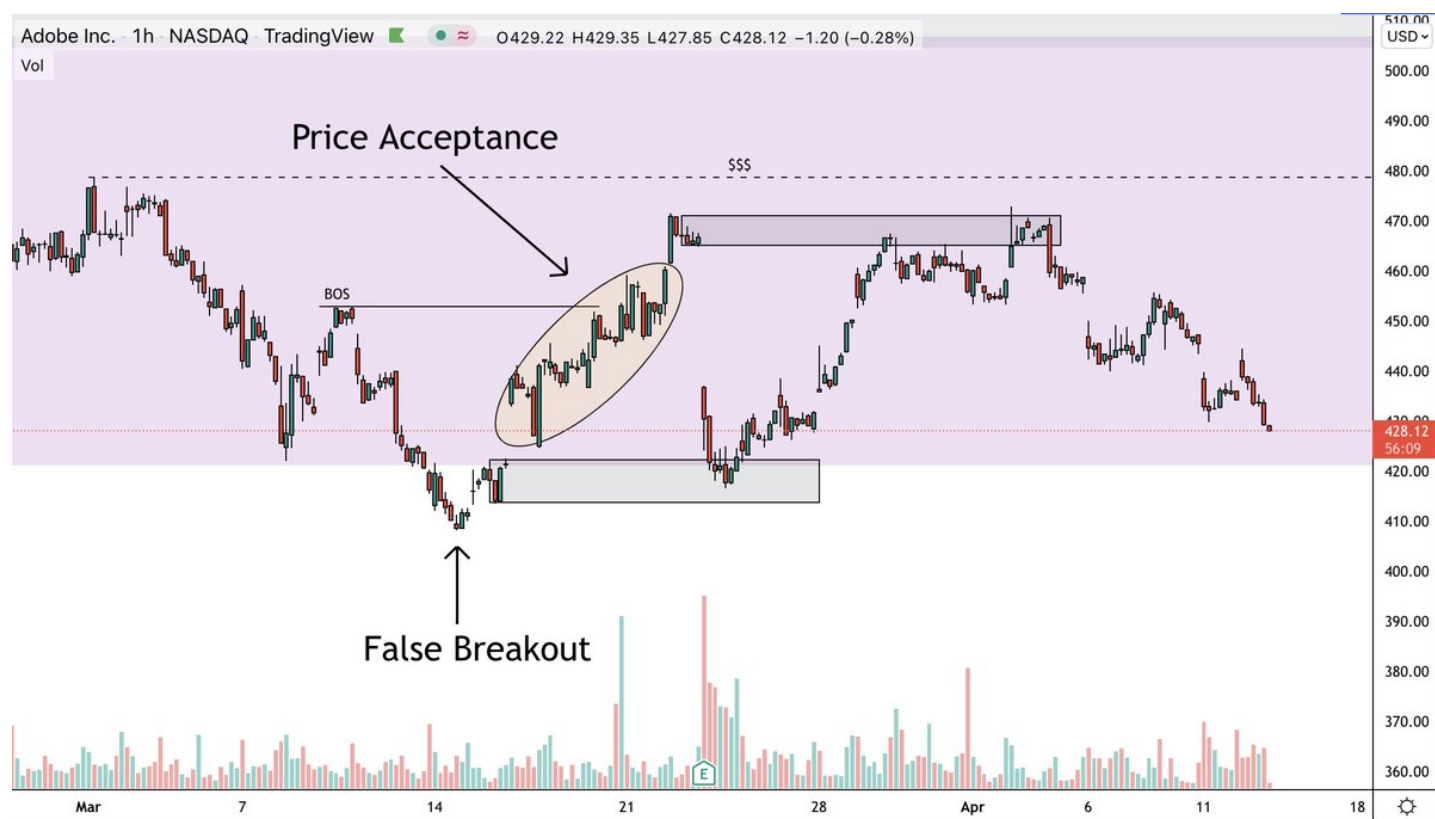 Adobe Inc. · 1h · NASDAQ · TradingView O429.22 H429.35 L427.85 C428.12 −1.20 (−0.28%)
Vol
510.00
USD
500.00
490.00
480.00
470.00
460.00
450.00
440.00
430.00
428.12
56:09
420.00
410.00
400.00
390.00
380.00
370.00
360.00
Price Acceptance
$$$
BOS
False Breakout
E
Mar 7 14 21 28 Apr 6 11 18